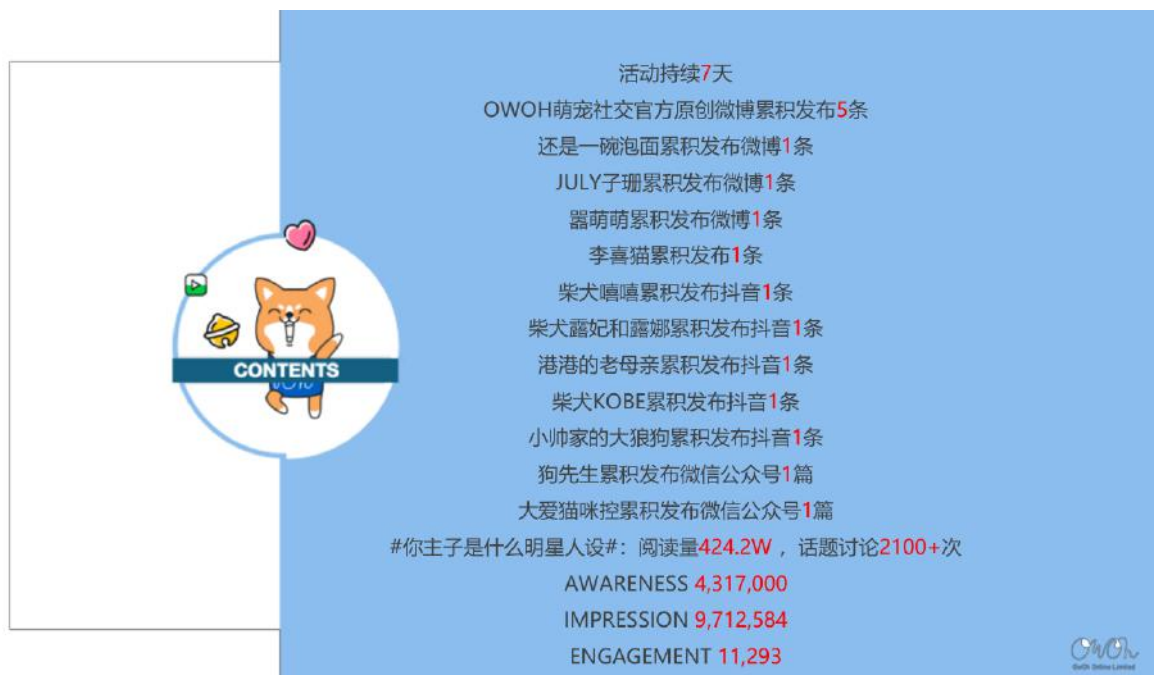 活动持续7天
OWOH萌宠社交官方原创微博累积发布5条
还是一碗泡面累积发布微博1条
JULY子珊累积发布微博1条
嚣萌萌累积发布微博1条
李喜猫累积发布1条
柴犬嘻嘻累积发布抖音1条
柴犬露妃和露娜累积发布抖音1条
港港的老母亲累积发布抖音1条
柴犬KOBE累积发布抖音1条
小帅家的大狼狗累积发布抖音1条
狗先生累积发布微信公众号1篇
大爱猫咪控累积发布微信公众号1篇
#你主子是什么明星人设#：阅读量424.2W ，话题讨论2100+次
AWARENESS 4,317,000
IMPRESSION 9,712,584
ENGAGEMENT 11,293
CONTENTS
OwOh
OwOh Online Limited